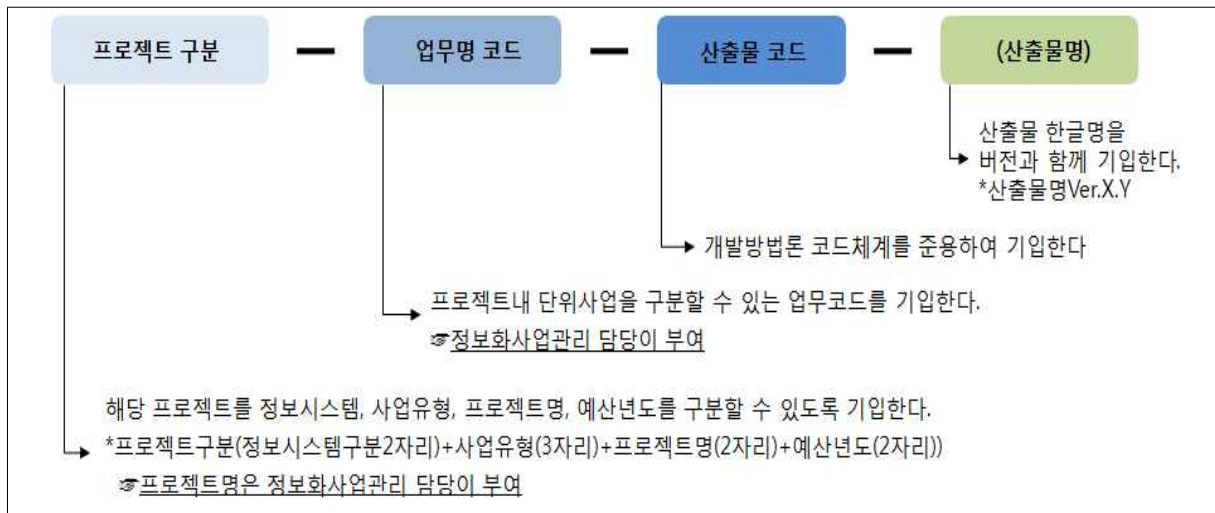 프로젝트 구분 — 업무명 코드 — 산출물 코드 — (산출물명)
산출물 한글명을
버전과 함께 기입한다.
*산출물명Ver.X.Y
개발방법론 코드체계를 준용하여 기입한다
프로젝트내 단위사업을 구분할 수 있는 업무코드를 기입한다.
☞정보화사업관리 담당이 부여
해당 프로젝트를 정보시스템, 사업유형, 프로젝트명, 예산년도를 구분할 수 있도록 기입한다.
*프로젝트구분(정보시스템구분2자리)+사업유형(3자리)+프로젝트명(2자리)+예산년도(2자리))
☞프로젝트명은 정보화사업관리 담당이 부여